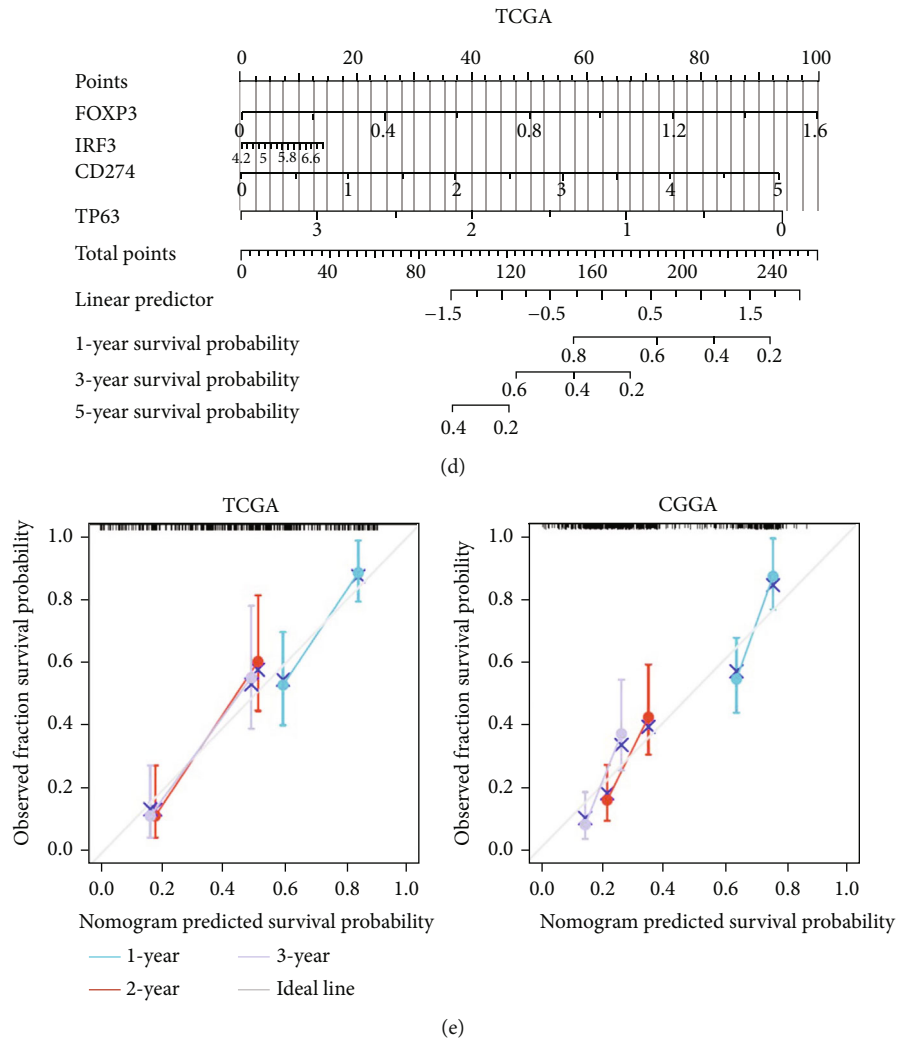 TCGA
0 20 40 60 80 100
Points
FOXP3
0 0.4 0.8 1.2 1.6
IRF3
4.2 5 5.8 6.6
CD274
0 1 2 3 4 5
TP63
3 2 1 0
Total points
0 40 80 120 160 200 240
Linear predictor
−1.5 −0.5 0.5 1.5
1-year survival probability
0.8 0.6 0.4 0.2
3-year survival probability
0.6 0.4 0.2
5-year survival probability
0.4 0.2
(d)
TCGA
Observed fraction survival probability
1.0
0.8
0.6
0.4
0.2
0.0
0.0 0.2 0.4 0.6 0.8 1.0
Nomogram predicted survival probability
CGGA
Observed fraction survival probility
1.0
0.8
0.6
0.4
0.2
0.0
0.0 0.2 0.4 0.6 0.8 1.0
Nomogram predicted survival probability
1-year
3-year
2-year
Ideal line
(e)